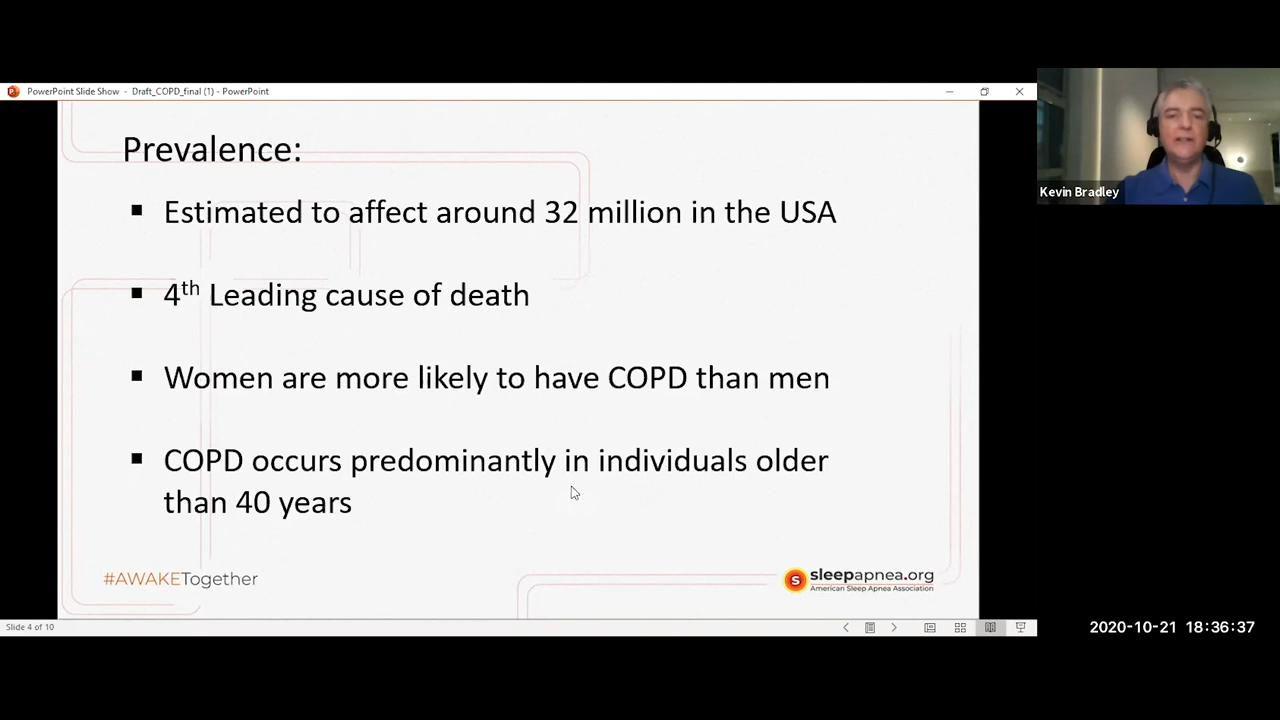 PowerPoint Slide Show - Draft_COPD_final (1) - PowerPoint
Prevalence:
▪ Estimated to affect around 32 million in the USA
▪ 4th Leading cause of death
▪ Women are more likely to have COPD than men
▪ COPD occurs predominantly in individuals older
than 40 years
#AWAKETogether
s sleepapnea.org
American Sleep Apnea Association
Slide 4 of 10
Kevin Bradley
2020-10-21 18:36:37